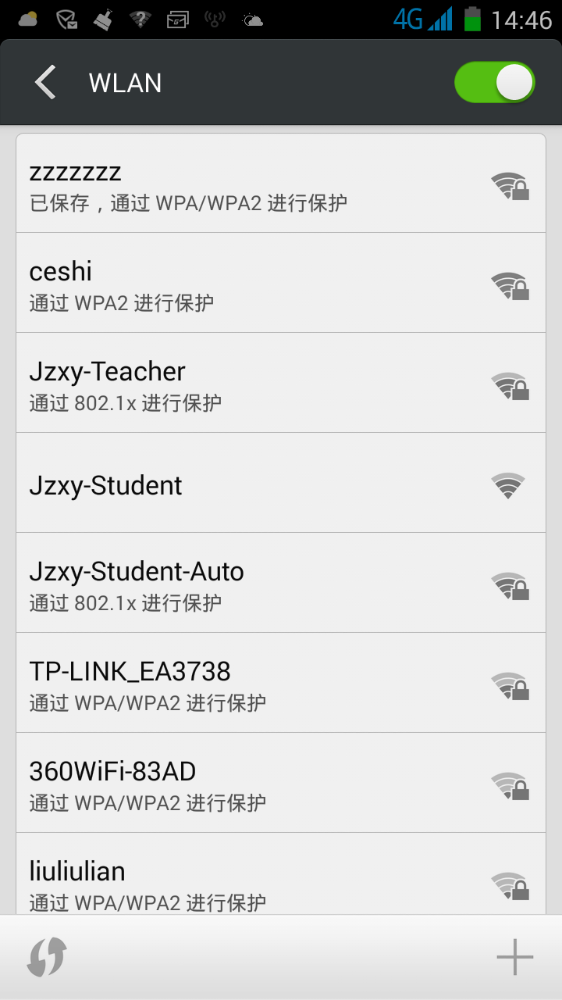 4G 14:46
WLAN
zzzzzzz
已保存，通过 WPA/WPA2 进行保护
ceshi
通过 WPA2 进行保护
Jzxy-Teacher
通过 802.1x 进行保护
Jzxy-Student
Jzxy-Student-Auto
通过 802.1x 进行保护
TP-LINK_EA3738
通过 WPA/WPA2 进行保护
360WiFi-83AD
通过 WPA/WPA2 进行保护
liuliulian
通过 WPA/WPA2 进行保护